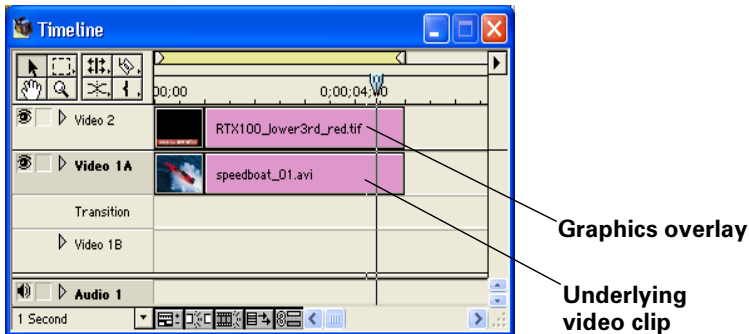 Timeline
00;00
0;00;04;00
Video 2
RTX100_lower3rd_red.tif
Video 1A
speedboat_01.avi
Transition
Graphics overlay
Video 1B
Audio 1
Underlying
video clip
1 Second